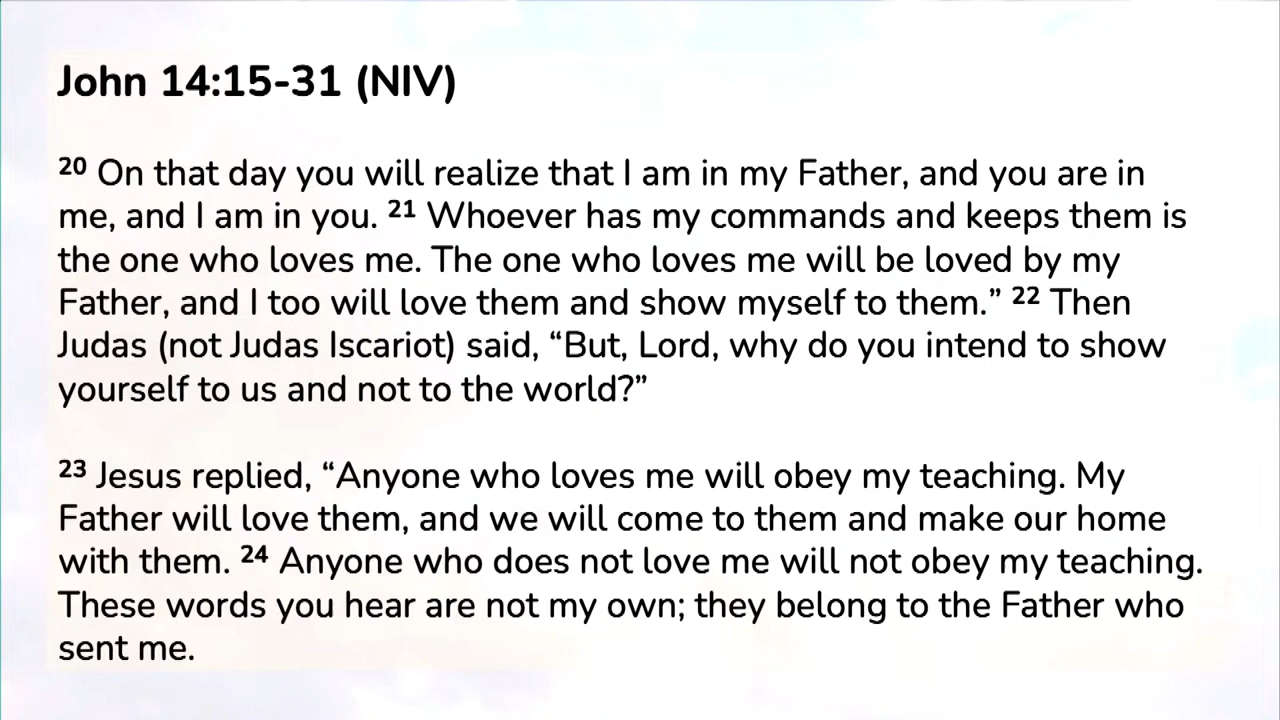 John 14:15-31 (NIV)
20 On that day you will realize that I am in my Father, and you are in
me, and I am in you. 21 Whoever has my commands and keeps them is
the one who loves me. The one who loves me will be loved by my
Father, and I too will love them and show myself to them.” 22 Then
Judas (not Judas Iscariot) said, “But, Lord, why do you intend to show
yourself to us and not to the world?”
23 Jesus replied, “Anyone who loves me will obey my teaching. My
Father will love them, and we will come to them and make our home
with them. 24 Anyone who does not love me will not obey my teaching.
These words you hear are not my own; they belong to the Father who
sent me.